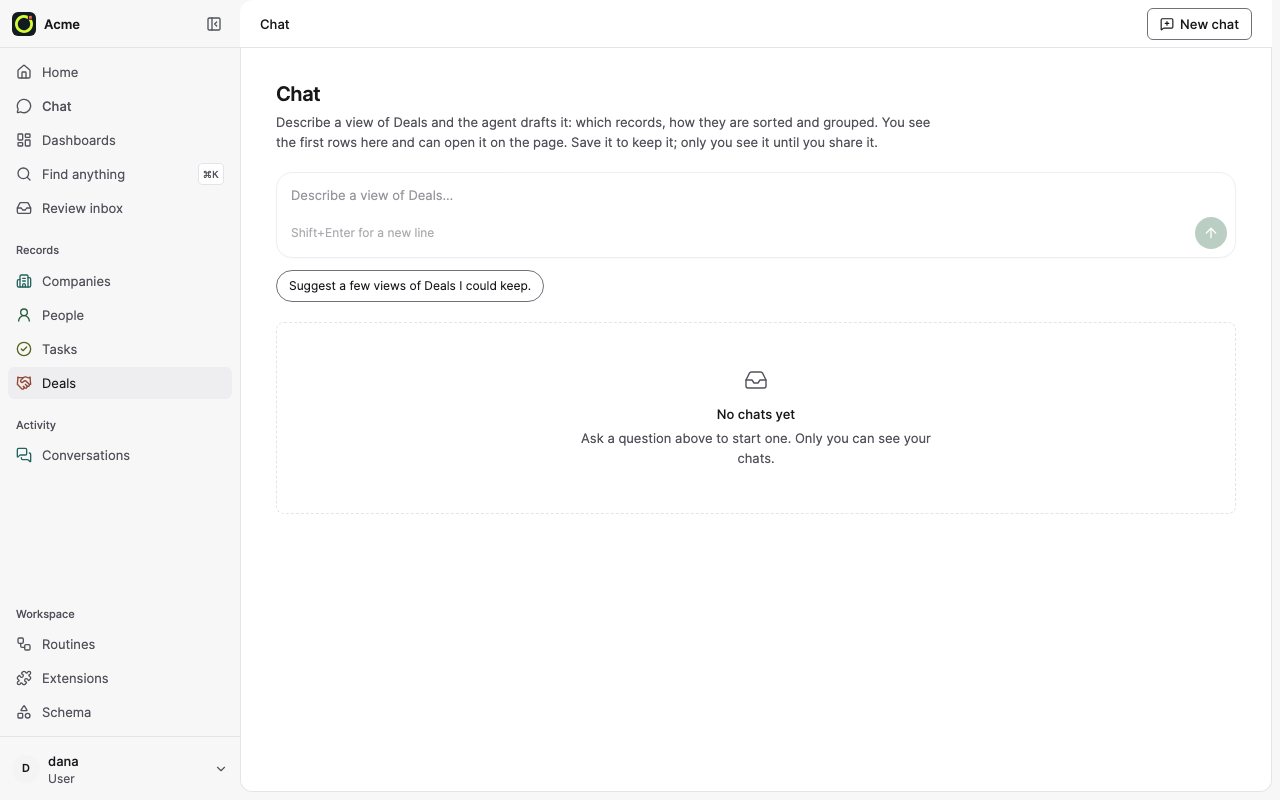 Acme
Chat
New chat
Home
Chat
Dashboards
Find anything
⌘K
Review inbox
Records
Companies
People
Tasks
Deals
Activity
Conversations
Workspace
Routines
Extensions
Schema
D
dana
User
Chat
Describe a view of Deals and the agent drafts it: which records, how they are sorted and grouped. You see
the first rows here and can open it on the page. Save it to keep it; only you see it until you share it.
Describe a view of Deals...
Shift+Enter for a new line
Suggest a few views of Deals I could keep.
No chats yet
Ask a question above to start one. Only you can see your
chats.